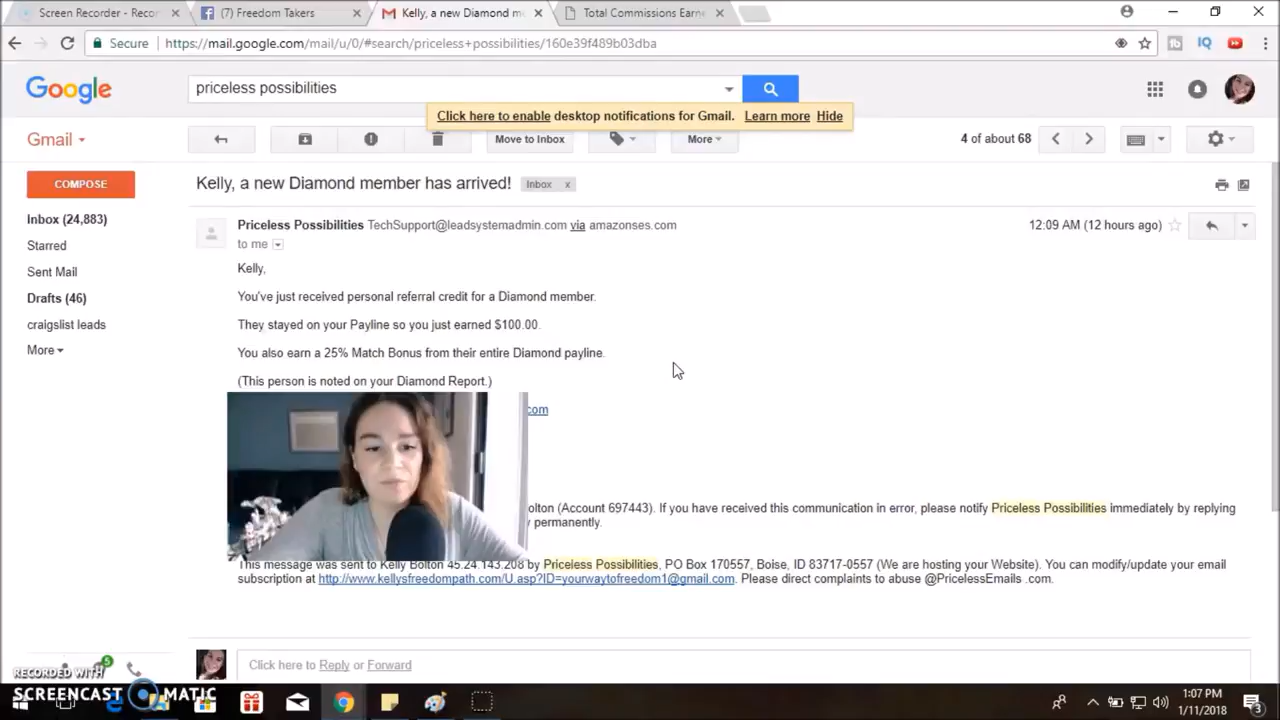 Screen Recorder - Recor
(7) Freedom Takers
Kelly, a new Diamond me
Total Commissions Earne
Secure https://mail.google.com/mail/u/0/#search/priceless+possibilities/160e39f489b03dba
Google
priceless possibilities
Click here to enable desktop notifications for Gmail. Learn more Hide
Gmail
Move to Inbox
More
4 of about 68
COMPOSE
Kelly, a new Diamond member has arrived!
Inbox x
Inbox (24,883)
Starred
Sent Mail
Drafts (46)
craigslist leads
More
Priceless Possibilities TechSupport@leadsystemadmin.com via amazonses.com
12:09 AM (12 hours ago)
to me
Kelly,
You've just received personal referral credit for a Diamond member.
They stayed on your Payline so you just earned $100.00.
You also earn a 25% Match Bonus from their entire Diamond payline.
(This person is noted on your Diamond Report.)
com
olton (Account 697443). If you have received this communication in error, please notify Priceless Possibilities immediately by replying
permanently.
This message was sent to Kelly Bolton 45.24.143.208 by Priceless Possibilities, PO Box 170557, Boise, ID 83717-0557 (We are hosting your Website). You can modify/update your email
subscription at http://www.kellysfreedompath.com/U.asp?ID=yourwaytofreedom1@gmail.com. Please direct complaints to abuse @PricelessEmails .com.
Click here to Reply or Forward
5
RECORDED WITH
SCREENCAST MATIC
1:07 PM
1/11/2018
3